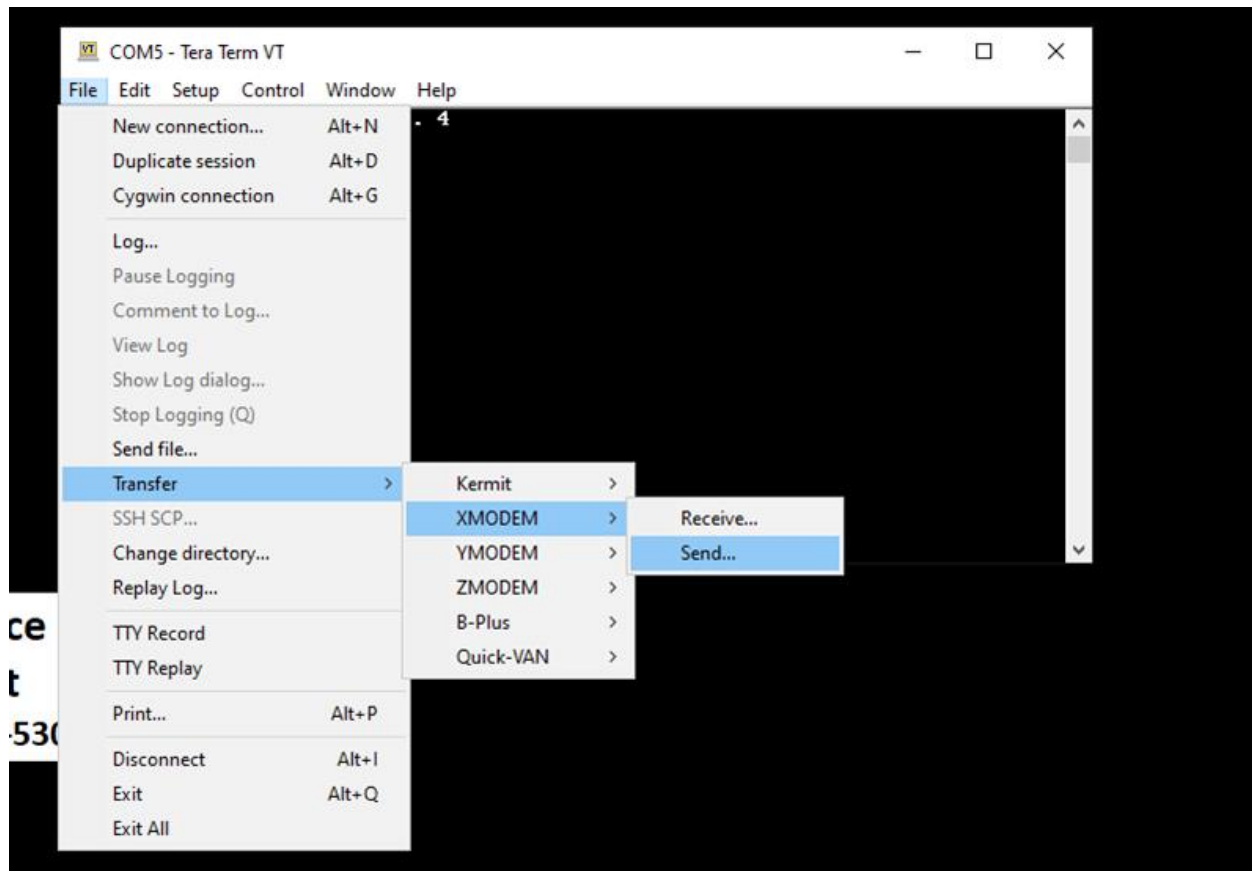 COM5 - Tera Term VT
File Edit Setup Control Window Help
. 4
New connection... Alt+N
Duplicate session Alt+D
Cygwin connection Alt+G
Log...
Pause Logging
Comment to Log...
View Log
Show Log dialog...
Stop Logging (Q)
Send file...
Transfer >
SSH SCP...
Change directory...
Replay Log...
TTY Record
TTY Replay
Print... Alt+P
Disconnect Alt+I
Exit Alt+Q
Exit All
Kermit >
XMODEM >
YMODEM >
ZMODEM >
B-Plus >
Quick-VAN >
Receive...
Send...
ce
t
-530